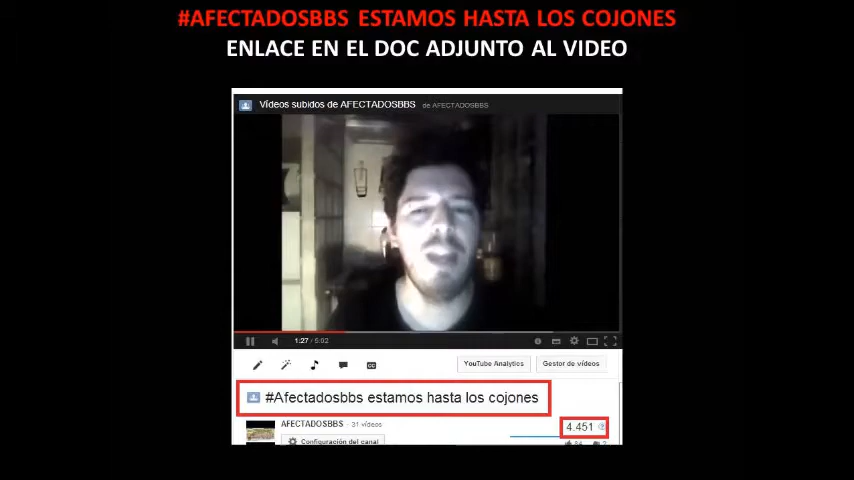 #AFECTADOSBBS ESTAMOS HASTA LOS COJONES
ENLACE EN EL DOC ADJUNTO AL VIDEO
Vídeos subidos de AFECTADOSBBS de AFECTADOSBBS
1:27 / 5:02
CC
YouTube Analytics
Gestor de vídeos
#Afectadosbbs estamos hasta los cojones
AFECTADOSBBS · 31 vídeos
4.451
Configuración del canal